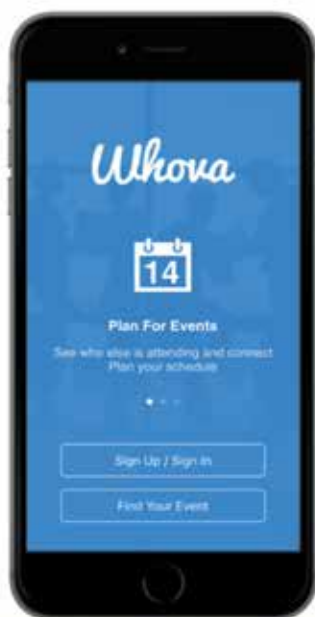 Whova
14
Plan For Events
See who else is attending and connect
Plan your schedule
Sign Up / Sign In
Find Your Event